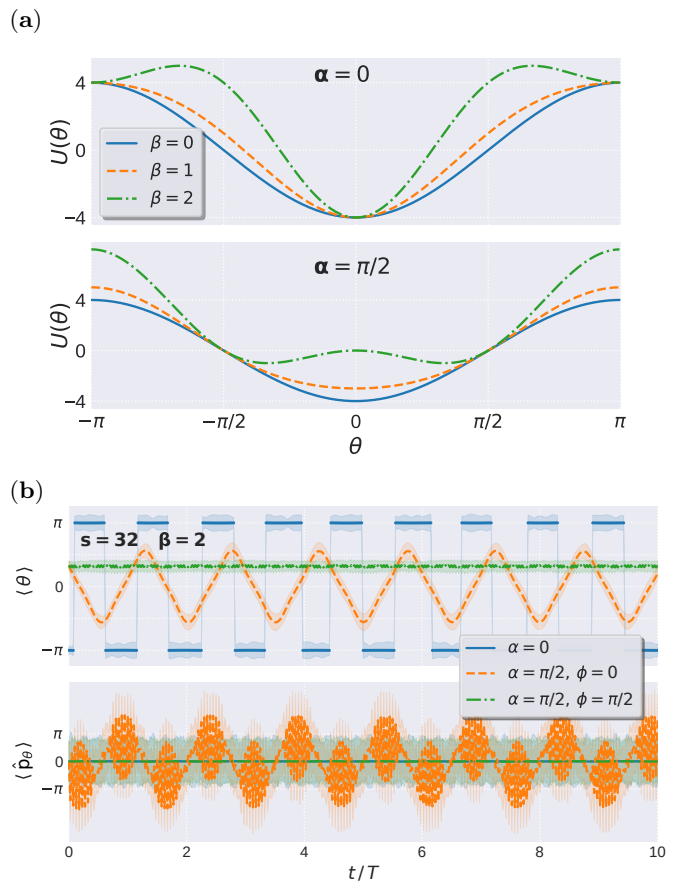 (a)
α = 0
U(θ)
4
0
−4
β = 0
β = 1
β = 2
α = π/2
U(θ)
4
0
−4
−π
−π/2
0
π/2
π
θ
(b)
π
0
−π
⟨θ⟩
s = 32 β = 2
α = 0
α = π/2, ϕ = 0
α = π/2, ϕ = π/2
π
0
−π
⟨p̂θ⟩
0
2
4
6
8
10
t/T